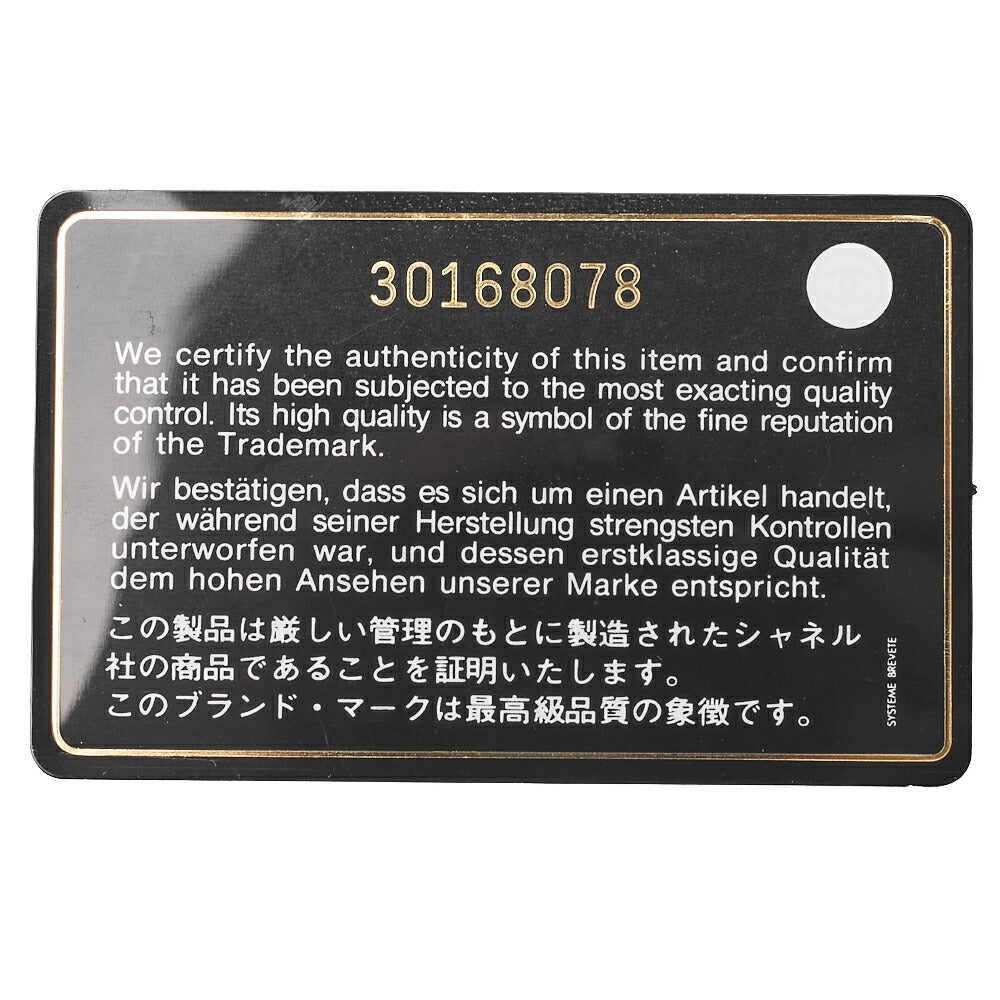 30168078
We certify the authenticity of this item and confirm
that it has been subjected to the most exacting quality
control. Its high quality is a symbol of the fine reputation
of the Trademark.
Wir bestätigen, dass es sich um einen Artikel handelt,
der während seiner Herstellung strengsten Kontrollen
unterworfen war, und dessen erstklassige Qualität
dem hohen Ansehen unserer Marke entspricht.
この製品は厳しい管理のもとに製造されたシャネル
社の商品であることを証明いたします。
このブランド・マークは最高級品質の象徴です。
SYSTEME BREVETE